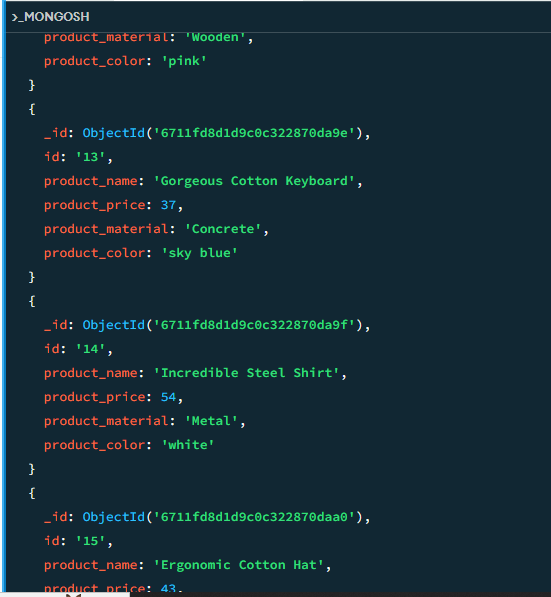 >_MONGOSH
product_material: 'Wooden',
product_color: 'pink'
}
{
_id: ObjectId('6711fd8d1d9c0c322870da9e'),
id: '13',
product_name: 'Gorgeous Cotton Keyboard',
product_price: 37,
product_material: 'Concrete',
product_color: 'sky blue'
}
{
_id: ObjectId('6711fd8d1d9c0c322870da9f'),
id: '14',
product_name: 'Incredible Steel Shirt',
product_price: 54,
product_material: 'Metal',
product_color: 'white'
}
{
_id: ObjectId('6711fd8d1d9c0c322870daa0'),
id: '15',
product_name: 'Ergonomic Cotton Hat',
product_price: 43,